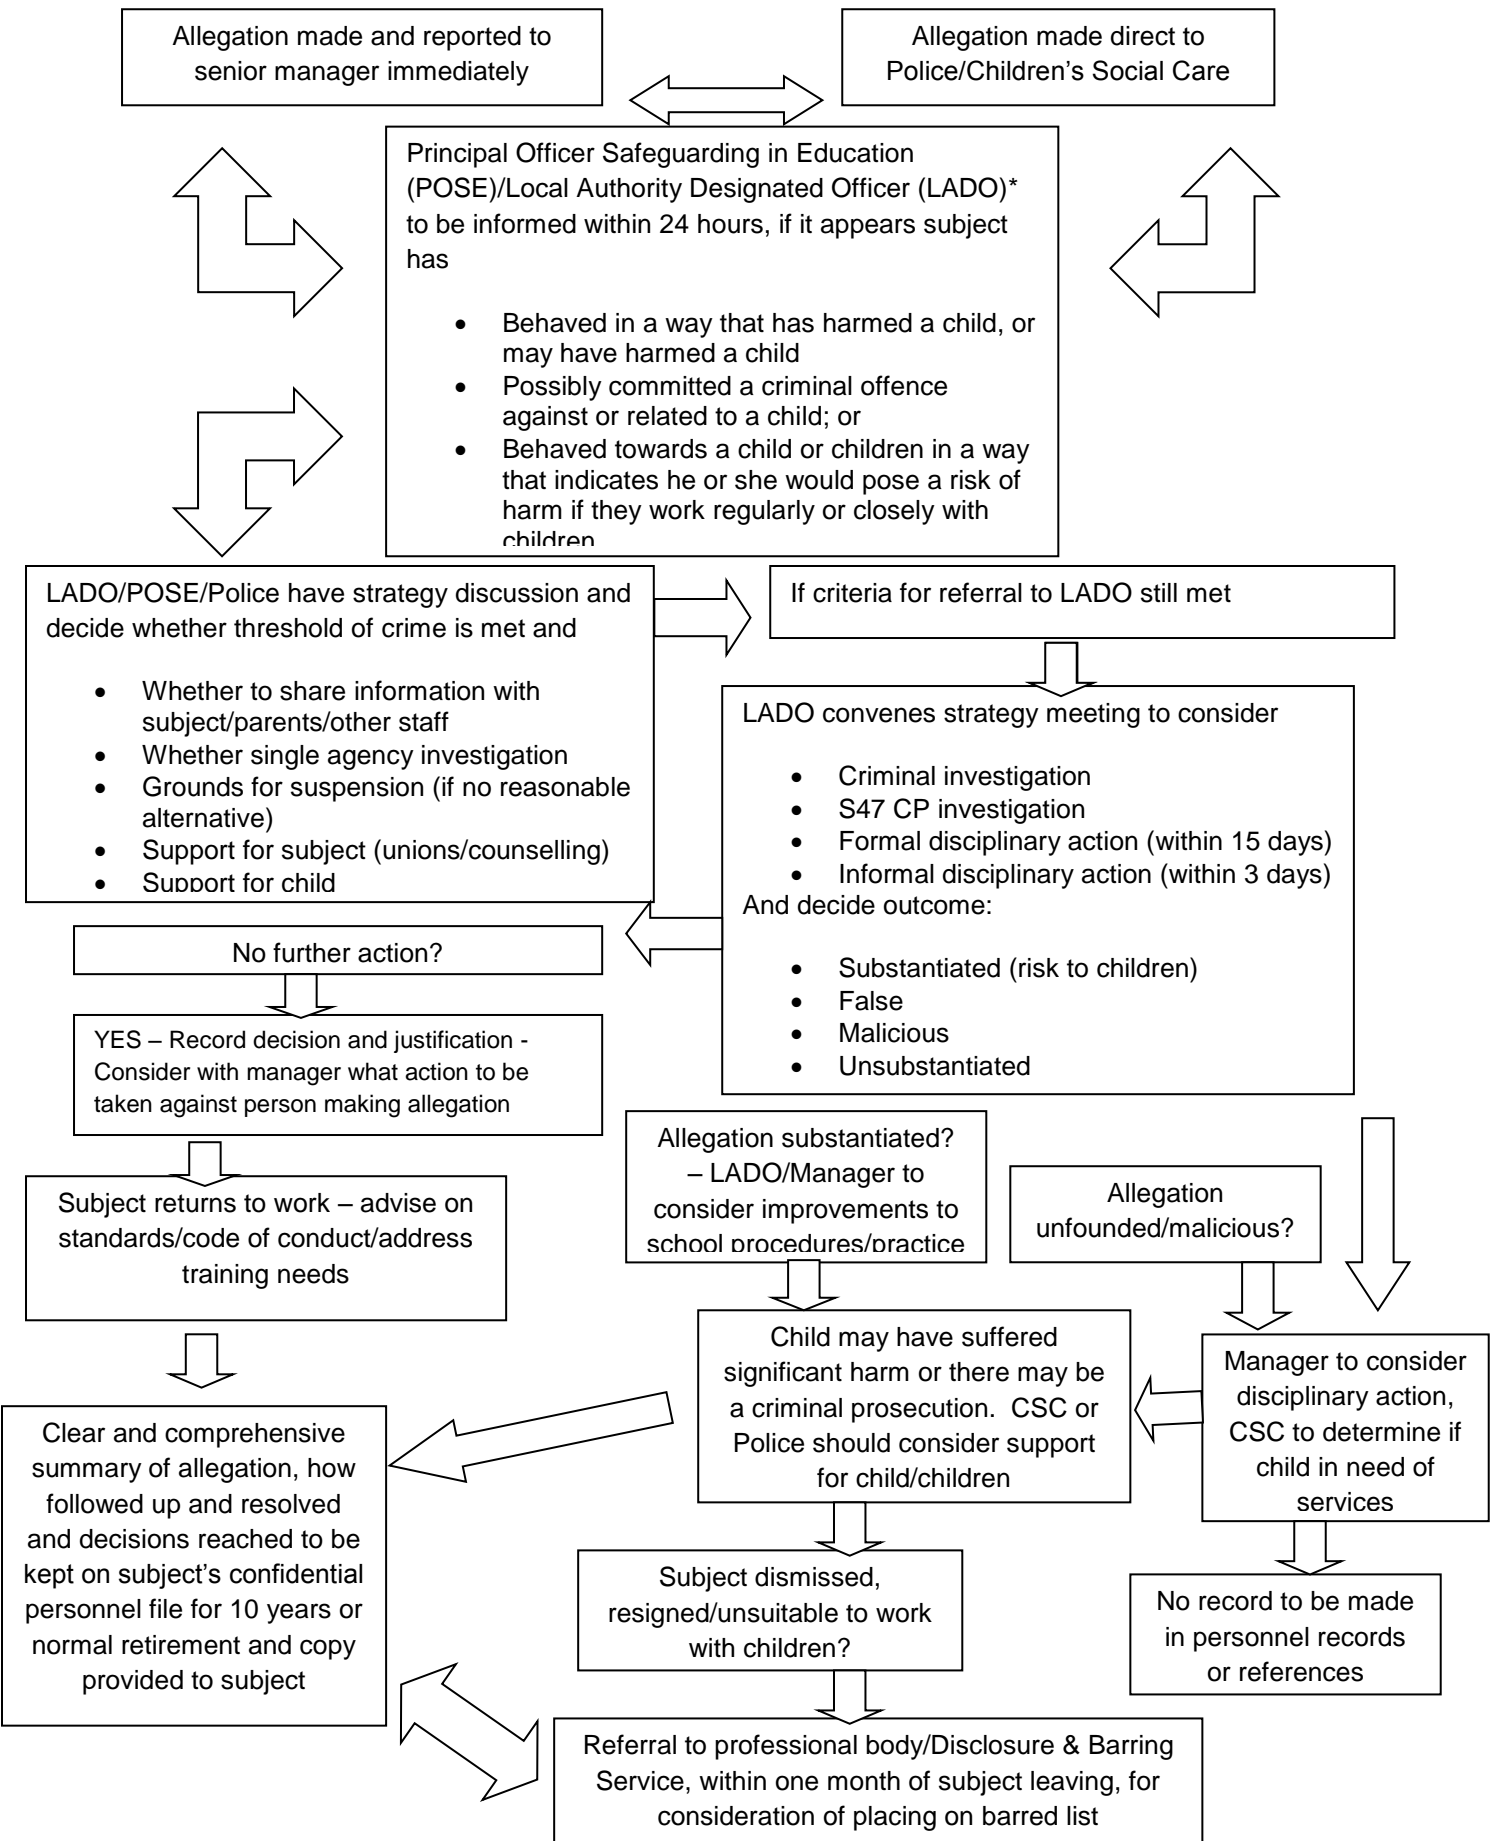 Allegation made and reported to
senior manager immediately
Allegation made direct to
Police/Children's Social Care
Principal Officer Safeguarding in Education
(POSE)/Local Authority Designated Officer (LADO)*
to be informed within 24 hours, if it appears subject
has
• Behaved in a way that has harmed a child, or
may have harmed a child
• Possibly committed a criminal offence
against or related to a child; or
• Behaved towards a child or children in a way
that indicates he or she would pose a risk of
harm if they work regularly or closely with
children
LADO/POSE/Police have strategy discussion and
decide whether threshold of crime is met and
• Whether to share information with
subject/parents/other staff
• Whether single agency investigation
• Grounds for suspension (if no reasonable
alternative)
• Support for subject (unions/counselling)
• Support for child
If criteria for referral to LADO still met
LADO convenes strategy meeting to consider
• Criminal investigation
• S47 CP investigation
• Formal disciplinary action (within 15 days)
• Informal disciplinary action (within 3 days)
And decide outcome:
• Substantiated (risk to children)
• False
• Malicious
• Unsubstantiated
No further action?
YES – Record decision and justification -
Consider with manager what action to be
taken against person making allegation
Subject returns to work – advise on
standards/code of conduct/address
training needs
Allegation substantiated?
– LADO/Manager to
consider improvements to
school procedures/practice
Allegation
unfounded/malicious?
Child may have suffered
significant harm or there may be
a criminal prosecution.  CSC or
Police should consider support
for child/children
Manager to consider
disciplinary action,
CSC to determine if
child in need of
services
Clear and comprehensive
summary of allegation, how
followed up and resolved
and decisions reached to be
kept on subject's confidential
personnel file for 10 years or
normal retirement and copy
provided to subject
Subject dismissed,
resigned/unsuitable to work
with children?
No record to be made
in personnel records
or references
Referral to professional body/Disclosure & Barring
Service, within one month of subject leaving, for
consideration of placing on barred list